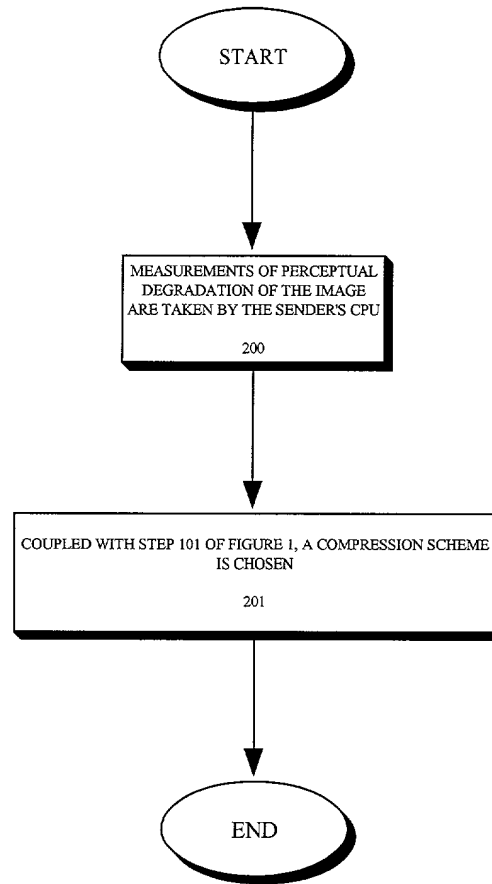 START
MEASUREMENTS OF PERCEPTUAL
DEGRADATION OF THE IMAGE
ARE TAKEN BY THE SENDER'S CPU
200
COUPLED WITH STEP 101 OF FIGURE 1, A COMPRESSION SCHEME
IS CHOSEN
201
END